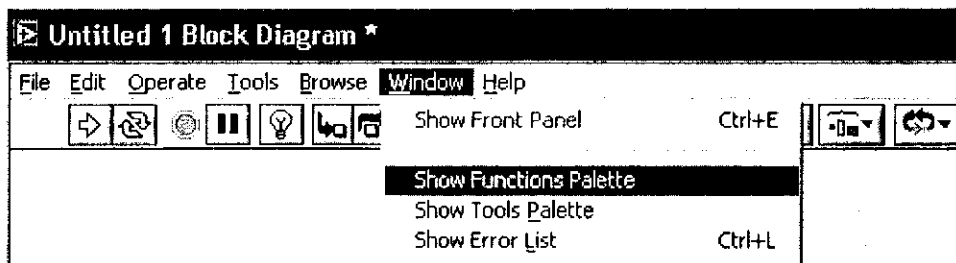 Untitled 1 Block Diagram *
File Edit Operate Tools Browse Window Help
Show Front Panel Ctrl+E
Show Functions Palette
Show Tools Palette
Show Error List Ctrl+L